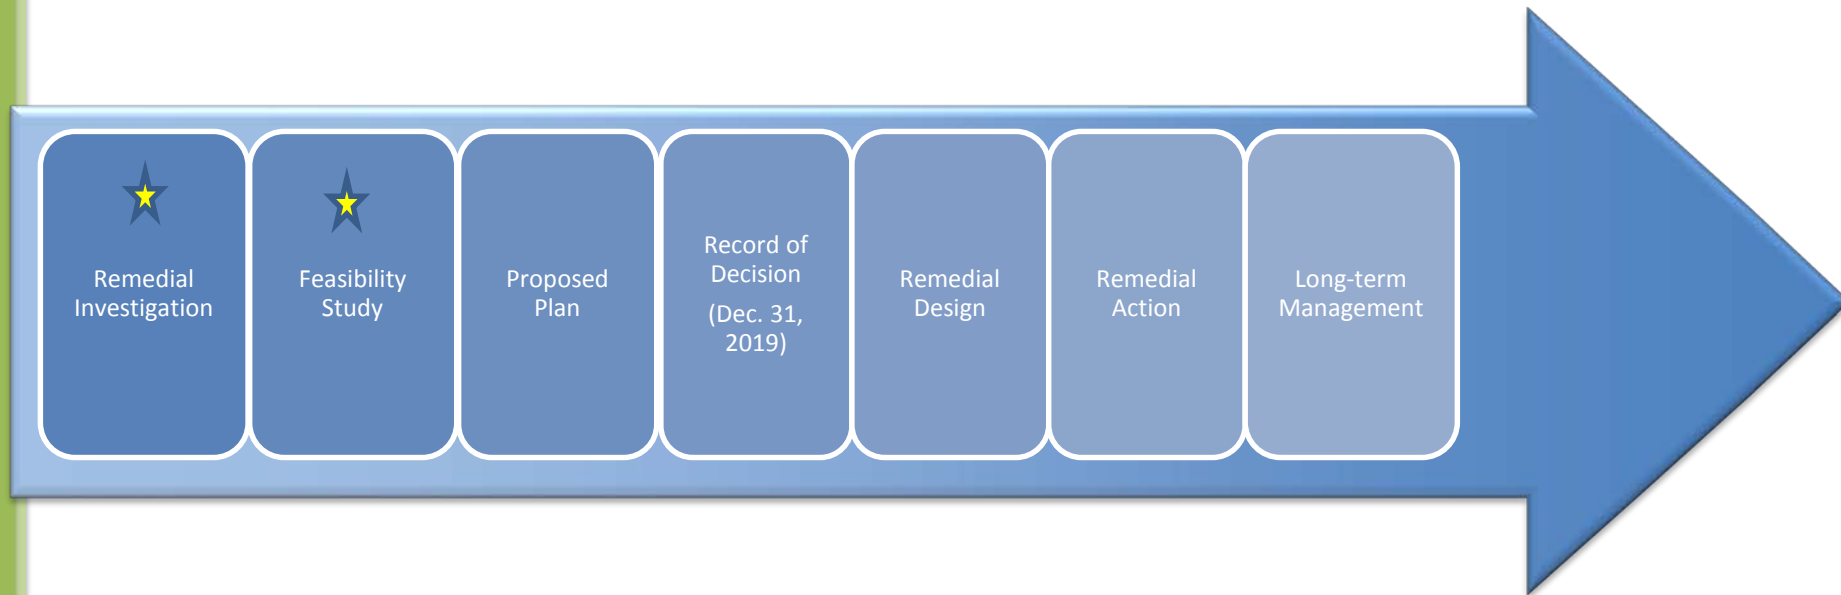 Remedial
Investigation
Feasibility
Study
Proposed
Plan
Record of
Decision
(Dec. 31,
2019)
Remedial
Design
Remedial
Action
Long-term
Management